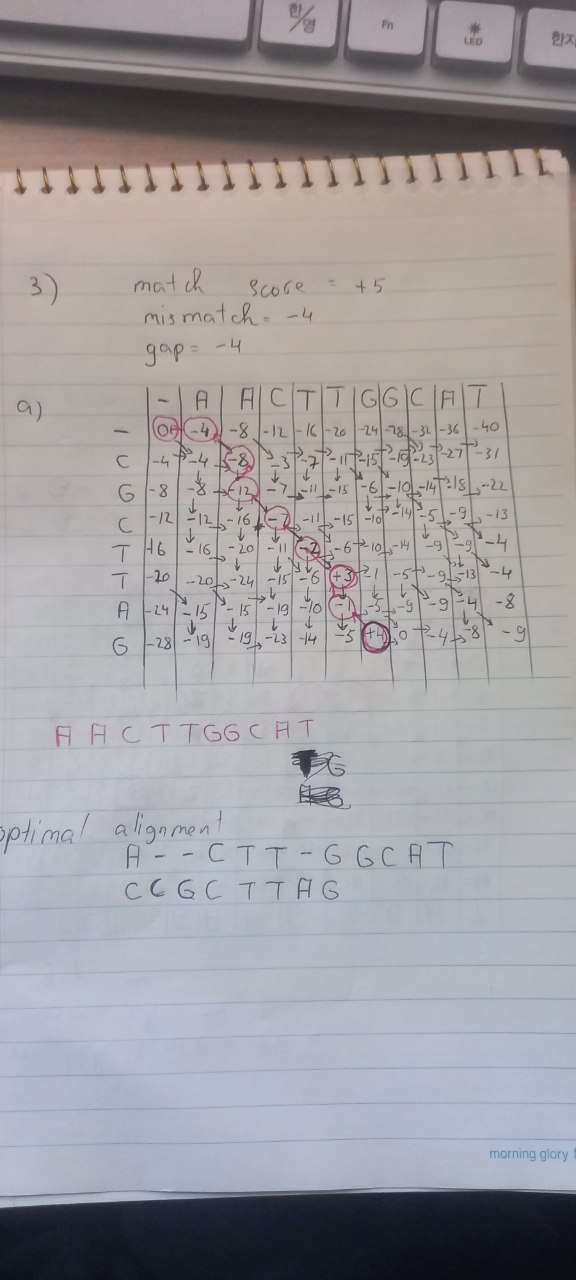 한/영 Fn LED 한자
3) match score = +5
mismatch = -4
gap = -4
a)
- A A C T T G G C A T
- 0 -4 -8 -12 -16 -20 -24 -28 -32 -36 -40
C -4 -4 -8 -3 -7 -11 -15 -19 -23 -27 -31
G -8 -8 -12 -7 -11 -15 -6 -10 -14 -18 -22
C -12 -12 -16 -7 -11 -15 -10 -14 -5 -9 -13
T 16 -16 -20 -11 -2 -6 -10 -14 -9 -9 -4
T -20 -20 -24 -15 -6 +3 -1 -5 -9 -13 -4
A -24 -15 -15 -19 -10 -1 -5 -9 -9 -4 -8
G -28 -19 -19 -23 -14 -5 +4 0 -4 -8 -9
A A C T T G G C A T
G
optimal alignment
A - - C T T - G G C A T
C C G C T T A G
morning glory